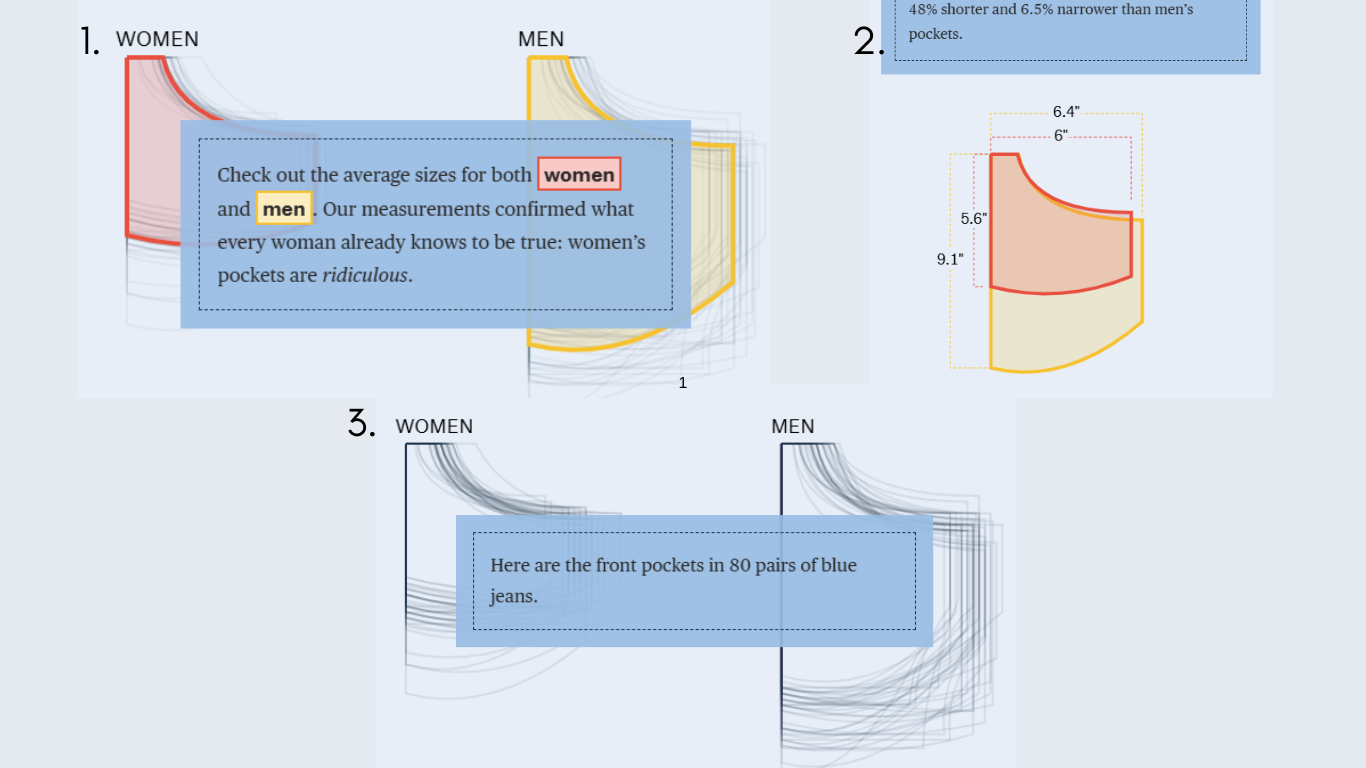 1.
WOMEN
MEN
Check out the average sizes for both women
and men. Our measurements confirmed what
every woman already knows to be true: women’s
pockets are ridiculous.
1
2.
48% shorter and 6.5% narrower than men’s
pockets.
6.4"
6"
5.6"
9.1"
3.
WOMEN
MEN
Here are the front pockets in 80 pairs of blue
jeans.